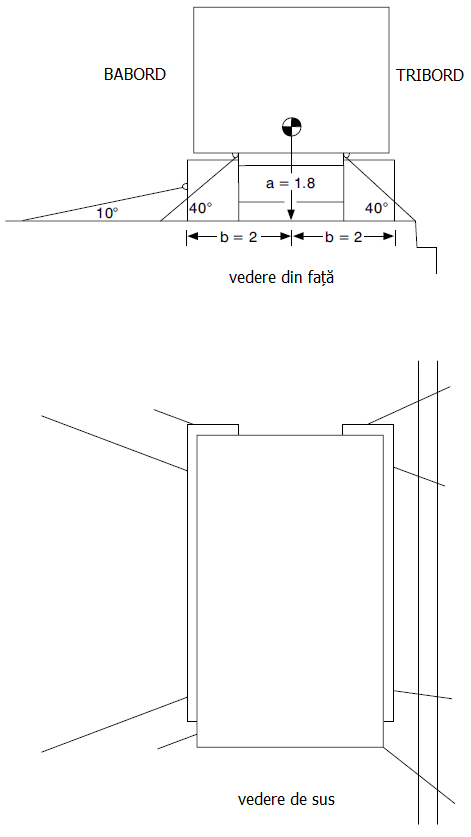 BABORD
TRIBORD
a = 1.8
10°
40°
40°
b = 2
b = 2
vedere din față
vedere de sus